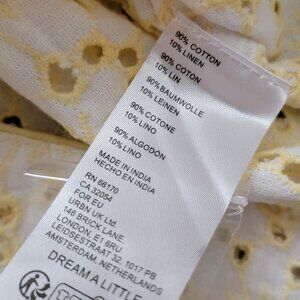 90% COTTON
10% LINEN
90% COTON
10% LIN
90% BAUMWOLLE
10% LEINEN
90% COTONE
10% LINO
90% ALGODÓN
10% LINO
MADE IN INDIA
HECHO EN INDIA
RN 66170
CA 32054
FOR EU
URBN UK Ltd.
146 BRICK LANE,
LONDON, E1 6RU
LEIDSESTRAAT 32, 1017 PB
AMSTERDAM, NETHERLANDS
DREAM A LITTLE